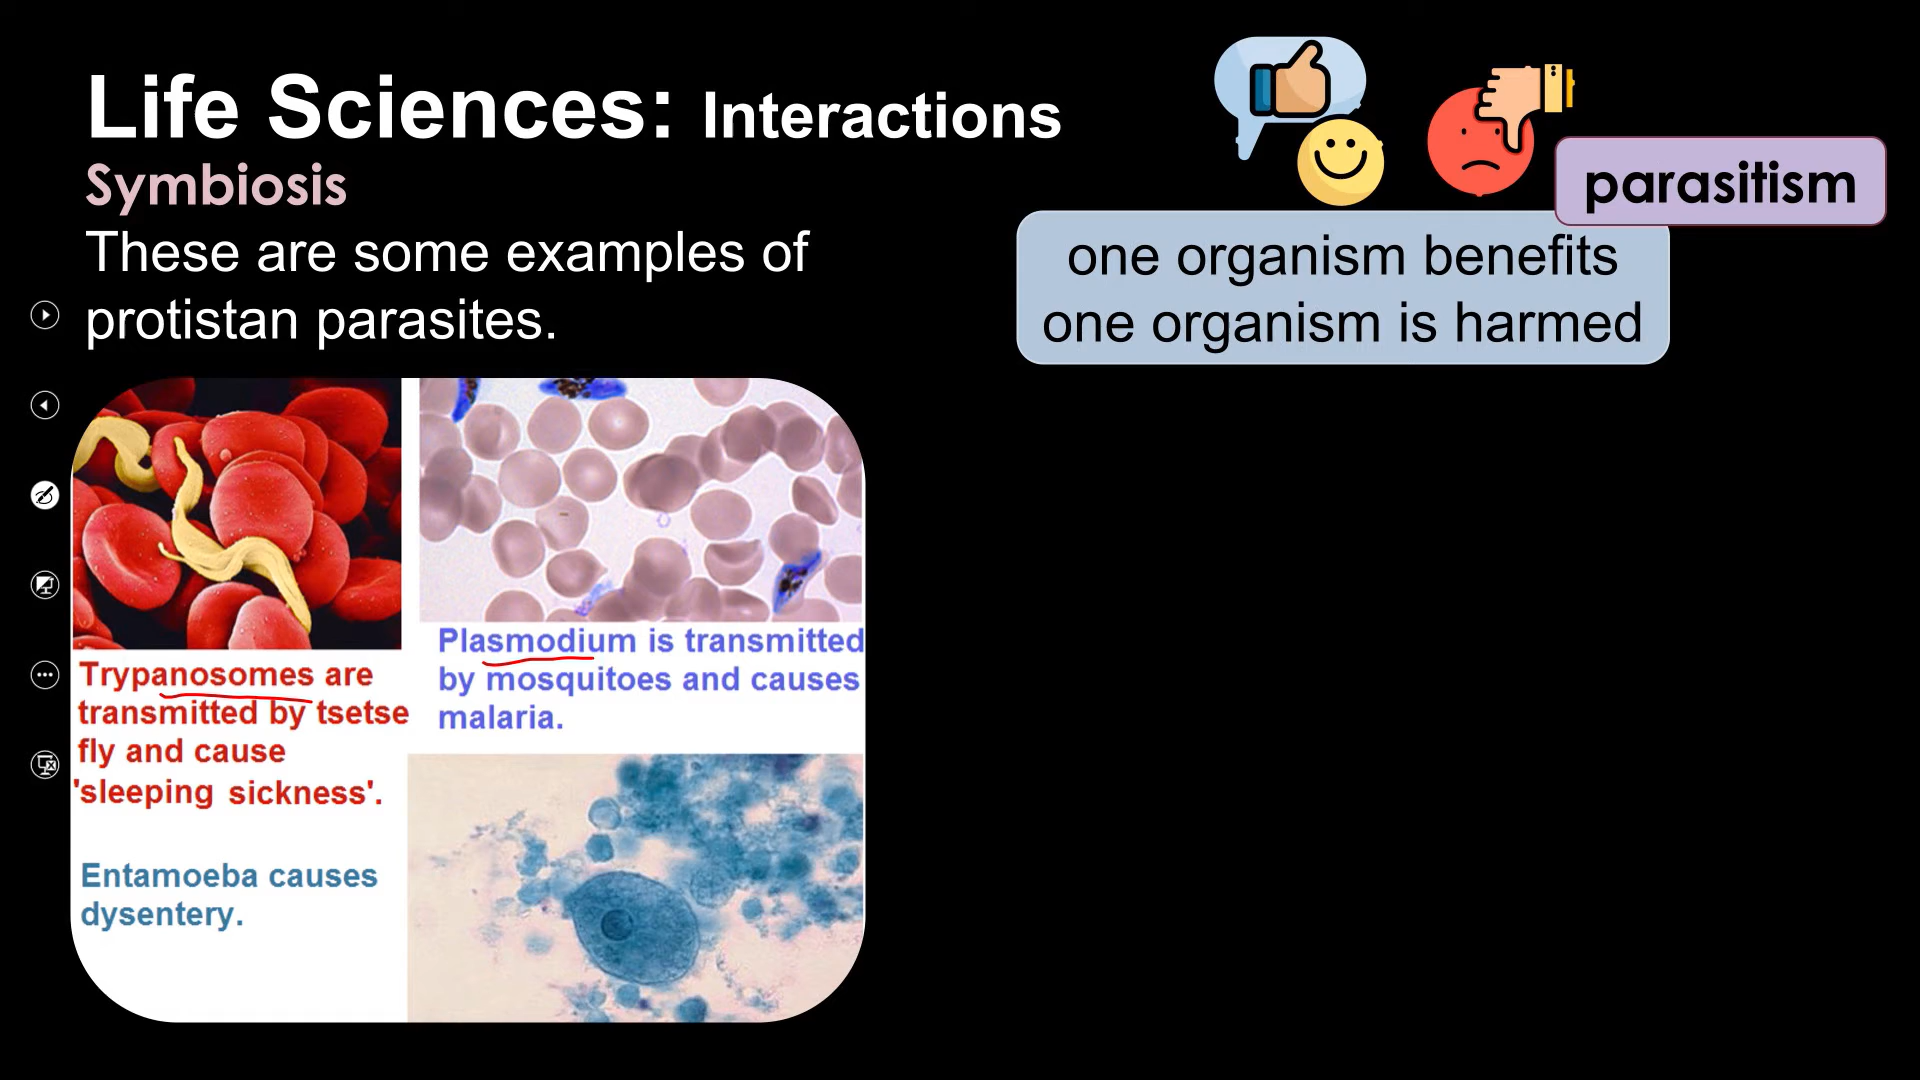 Life Sciences: Interactions
Symbiosis
These are some examples of
protistan parasites.
parasitism
one organism benefits
one organism is harmed
Trypanosomes are
transmitted by tsetse
fly and cause
'sleeping sickness'.
Plasmodium is transmitted
by mosquitoes and causes
malaria.
Entamoeba causes
dysentery.